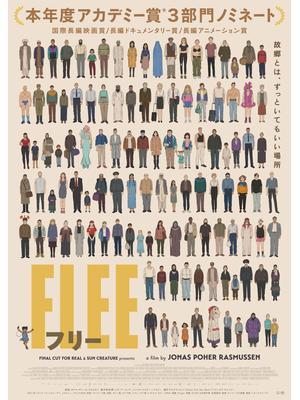 本年度アカデミー賞®3部門ノミネート
国際長編映画賞/長編ドキュメンタリー賞/長編アニメーション賞
故郷とは、ずっといてもいい場所
FLEE
フリー
FINAL CUT FOR REAL & SUN CREATURE presents
a film by JONAS POHER RASMUSSEN